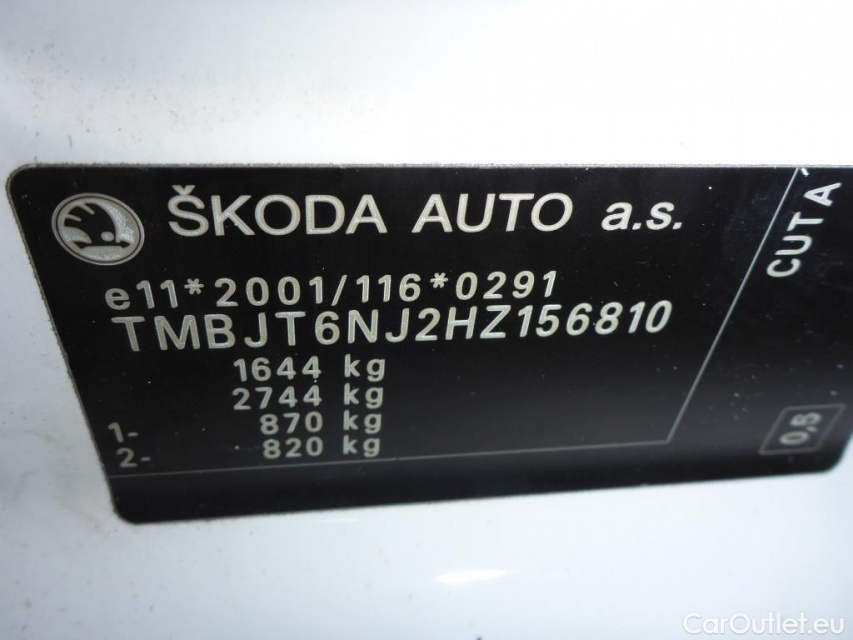 ŠKODA AUTO a.s.
e11*2001/116*0291
TMBJT6NJ2HZ156810
1644 kg
2744 kg
1- 870 kg
2- 820 kg
CUTA
0,8
CarOutlet.eu